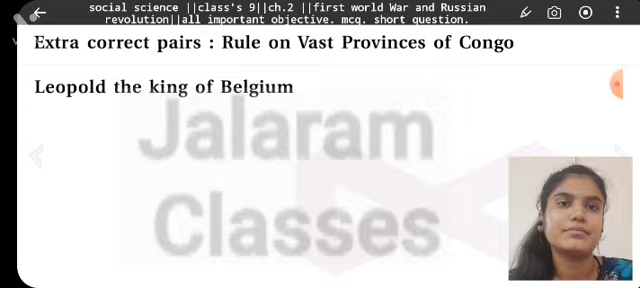 social science ||class's 9||ch.2 ||first world War and Russian
revolution||all important objective. mcq. short question.
Extra correct pairs : Rule on Vast Provinces of Congo
Leopold the king of Belgium
Jalaram
Classes